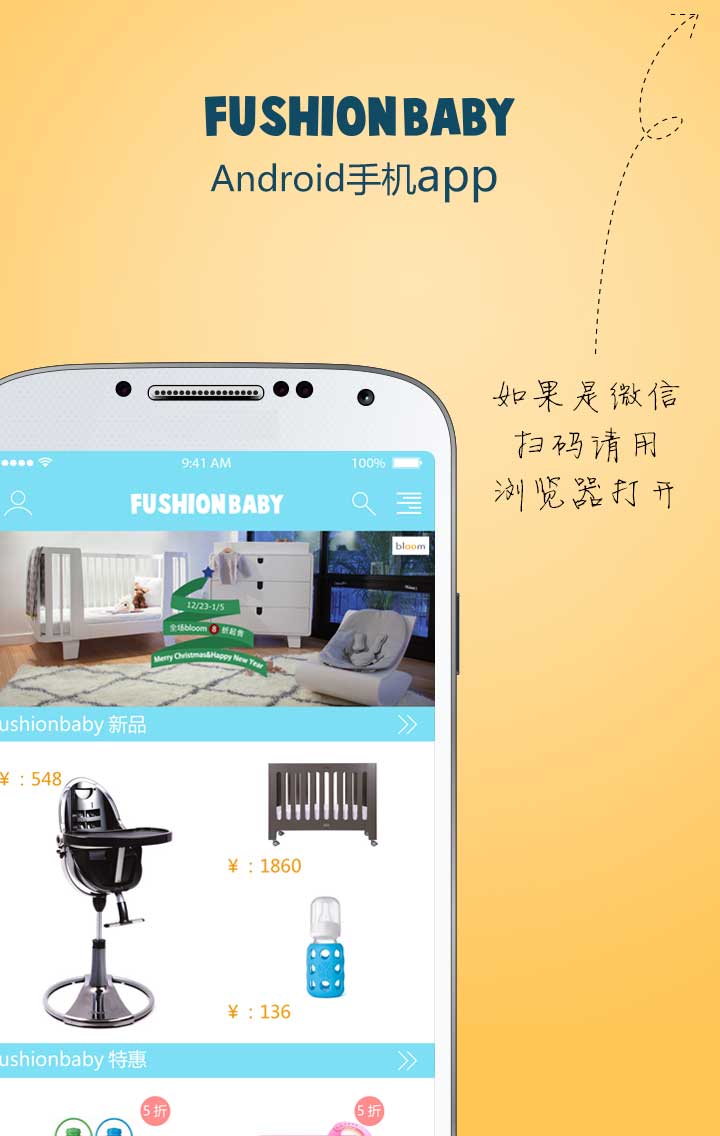 FUSHIONBABY
Android手机app
如果是微信
扫码请用
浏览器打开
9:41 AM
100%
FUSHIONBABY
bloom
12/23-1/5
全场bloom 8 折起售
Merry Christmas&Happy New Year
ushionbaby 新品
¥ : 548
¥ : 1860
¥ : 136
ushionbaby 特惠
5 折
5 折